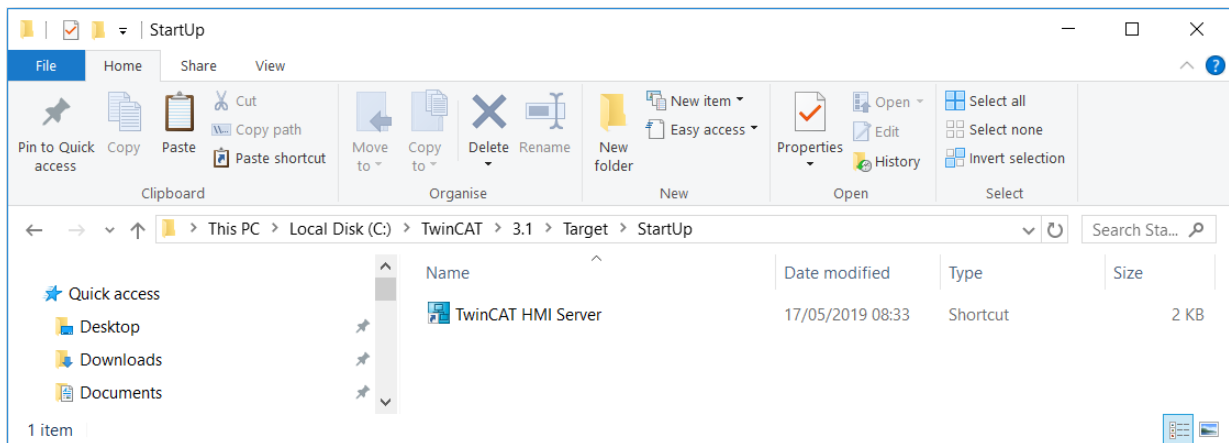 StartUp
File Home Share View
Pin to Quick access
Copy
Paste
Cut
Copy path
Paste shortcut
Clipboard
Move to
Copy to
Delete
Rename
Organise
New folder
New item
Easy access
New
Properties
Open
Edit
History
Open
Select all
Select none
Invert selection
Select
This PC > Local Disk (C:) > TwinCAT > 3.1 > Target > StartUp
Search Sta...
Quick access
Desktop
Downloads
Documents
Name Date modified Type Size
TwinCAT HMI Server 17/05/2019 08:33 Shortcut 2 KB
1 item